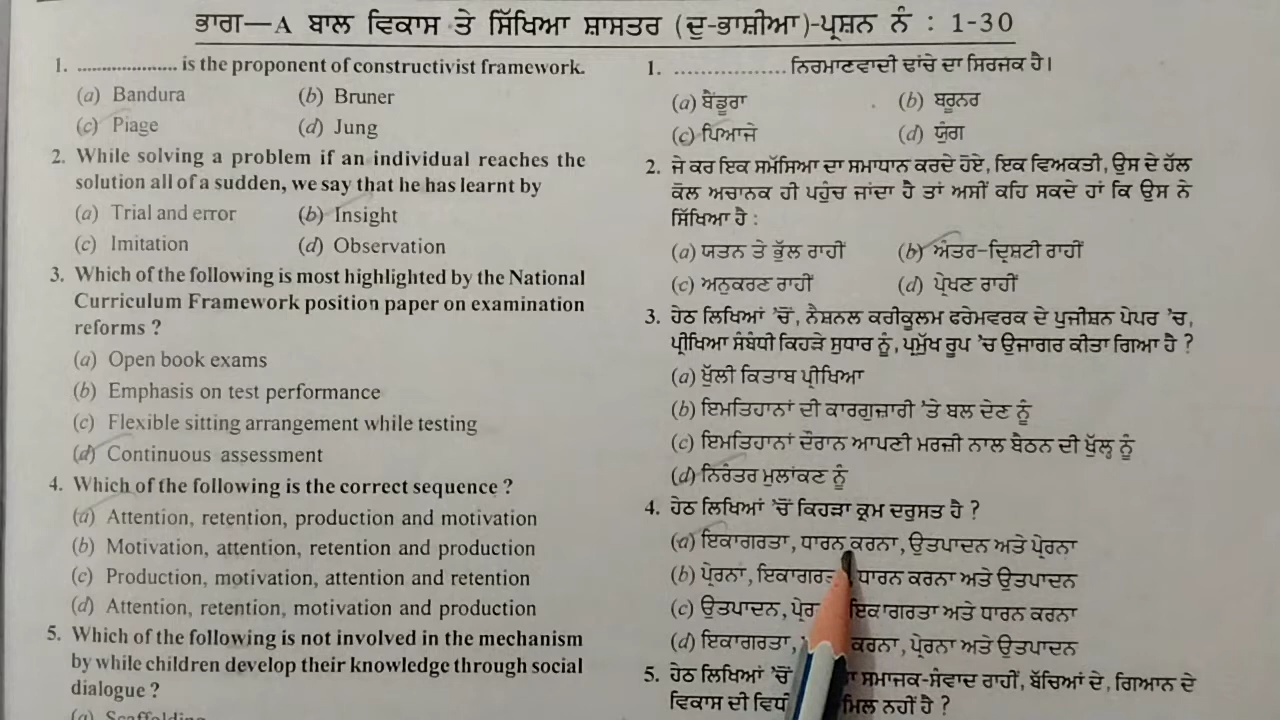 ਭਾਗ—A ਬਾਲ ਵਿਕਾਸ ਤੇ ਸਿੱਖਿਆ ਸ਼ਾਸਤਰ (ਦੁ-ਭਾਸ਼ੀਆ)-ਪ੍ਰਸ਼ਨ ਨੰ : 1-30
1. .................... is the proponent of constructivist framework.
(a) Bandura (b) Bruner
(c) Piage (d) Jung
2. While solving a problem if an individual reaches the
solution all of a sudden, we say that he has learnt by
(a) Trial and error (b) Insight
(c) Imitation (d) Observation
3. Which of the following is most highlighted by the National
Curriculum Framework position paper on examination
reforms ?
(a) Open book exams
(b) Emphasis on test performance
(c) Flexible sitting arrangement while testing
(d) Continuous assessment
4. Which of the following is the correct sequence ?
(a) Attention, retention, production and motivation
(b) Motivation, attention, retention and production
(c) Production, motivation, attention and retention
(d) Attention, retention, motivation and production
5. Which of the following is not involved in the mechanism
by while children develop their knowledge through social
dialogue ?
(a) Scaffolding
1. .................. ਨਿਰਮਾਣਵਾਦੀ ਢਾਂਚੇ ਦਾ ਸਿਰਜਕ ਹੈ।
(a) ਬੈਂਡੂਰਾ (b) ਬਰੂਨਰ
(c) ਪਿਆਜੇ (d) ਯੁੰਗ
2. ਜੇ ਕਰ ਇਕ ਸਮੱਸਿਆ ਦਾ ਸਮਾਧਾਨ ਕਰਦੇ ਹੋਏ, ਇਕ ਵਿਅਕਤੀ, ਉਸ ਦੇ ਹੱਲ
ਕੋਲ ਅਚਾਨਕ ਹੀ ਪਹੁੰਚ ਜਾਂਦਾ ਹੈ ਤਾਂ ਅਸੀਂ ਕਹਿ ਸਕਦੇ ਹਾਂ ਕਿ ਉਸ ਨੇ
ਸਿੱਖਿਆ ਹੈ :
(a) ਯਤਨ ਤੇ ਭੁੱਲ ਰਾਹੀਂ (b) ਅੰਤਰ-ਦ੍ਰਿਸ਼ਟੀ ਰਾਹੀਂ
(c) ਅਨੁਕਰਣ ਰਾਹੀਂ (d) ਪ੍ਰੇਖਣ ਰਾਹੀਂ
3. ਹੇਠ ਲਿਖਿਆਂ ’ਚੋਂ, ਨੈਸ਼ਨਲ ਕਰੀਕੂਲਮ ਫਰੇਮਵਰਕ ਦੇ ਪੁਜੀਸ਼ਨ ਪੇਪਰ ’ਚ,
ਪ੍ਰੀਖਿਆ ਸੰਬੰਧੀ ਕਿਹੜੇ ਸੁਧਾਰ ਨੂੰ, ਪ੍ਰਮੁੱਖ ਰੂਪ ’ਚ ਉਜਾਗਰ ਕੀਤਾ ਗਿਆ ਹੈ ?
(a) ਖੁੱਲੀ ਕਿਤਾਬ ਪ੍ਰੀਖਿਆ
(b) ਇਮਤਿਹਾਨਾਂ ਦੀ ਕਾਰਗੁਜ਼ਾਰੀ ’ਤੇ ਬਲ ਦੇਣ ਨੂੰ
(c) ਇਮਤਿਹਾਨਾਂ ਦੌਰਾਨ ਆਪਣੀ ਮਰਜ਼ੀ ਨਾਲ ਬੈਠਨ ਦੀ ਖੁੱਲ੍ਹ ਨੂੰ
(d) ਨਿਰੰਤਰ ਮੁਲਾਂਕਣ ਨੂੰ
4. ਹੇਠ ਲਿਖਿਆਂ ’ਚੋਂ ਕਿਹੜਾ ਕ੍ਰਮ ਦਰੁਸਤ ਹੈ ?
(a) ਇਕਾਗਰਤਾ, ਧਾਰਨ ਕਰਨਾ, ਉਤਪਾਦਨ ਅਤੇ ਪ੍ਰੇਰਨਾ
(b) ਪ੍ਰੇਰਨਾ, ਧਾਰਨ ਕਰਨਾ ਅਤੇ ਉਤਪਾਦਨ
(c) ਉਤਪਾਦਨ, ਇਕਾਗਰਤਾ ਅਤੇ ਧਾਰਨ ਕਰਨਾ
(d) ਇਕਾਗਰਤਾ, ਕਰਨਾ, ਪ੍ਰੇਰਨਾ ਅਤੇ ਉਤਪਾਦਨ
5. ਹੇਠ ਲਿਖਿਆਂ ’ਚੋਂ ਸਮਾਜਕ-ਸੰਵਾਦ ਰਾਹੀਂ, ਬੱਚਿਆਂ ਦੇ, ਗਿਆਨ ਦੇ
ਵਿਕਾਸ ਦੀ ਨਹੀਂ ਹੈ ?